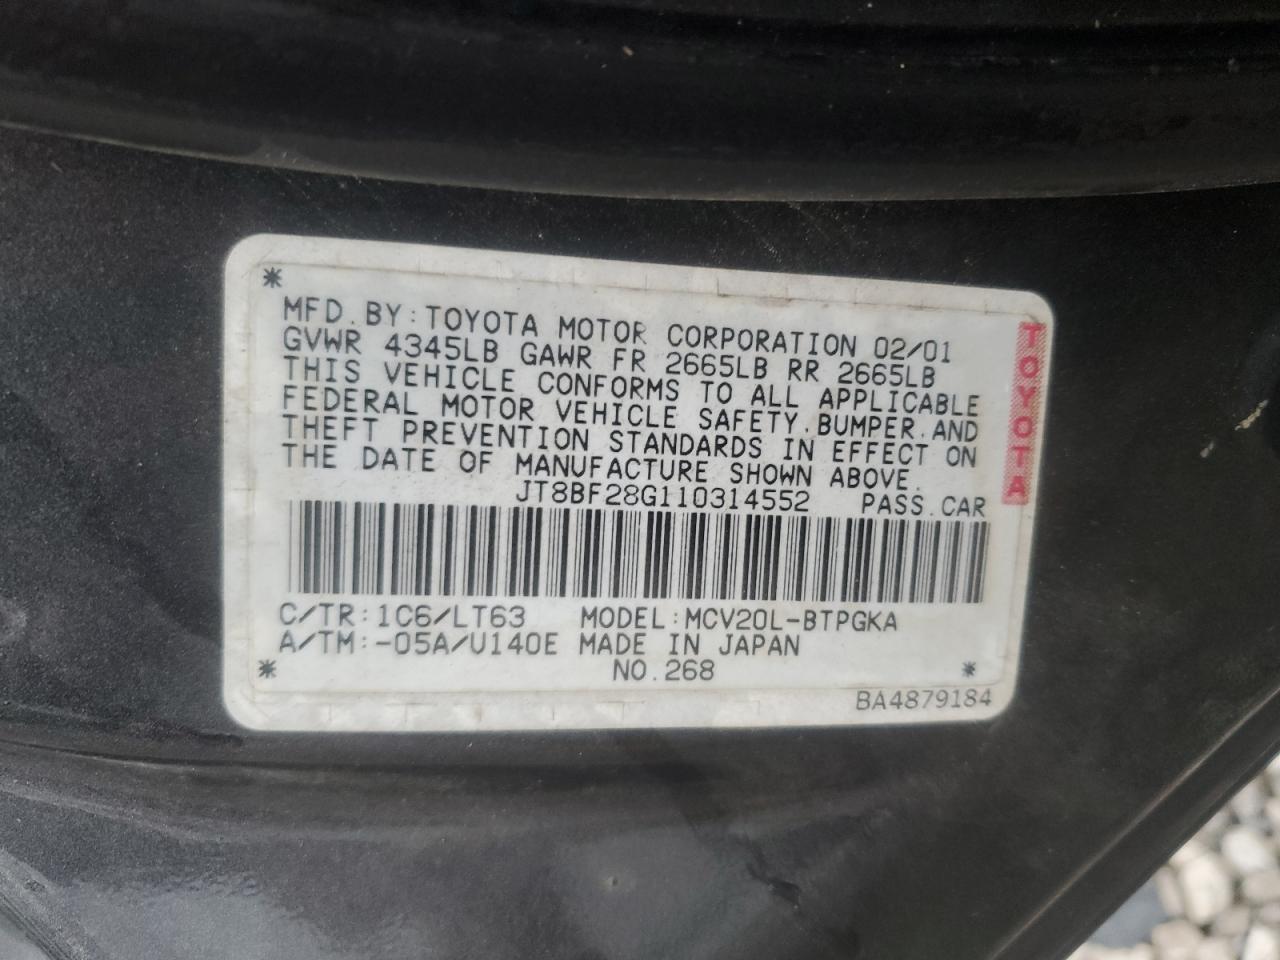 *
MFD. BY: TOYOTA MOTOR CORPORATION 02/01
GVWR 4345LB GAWR FR 2665LB RR 2665LB
THIS VEHICLE CONFORMS TO ALL APPLICABLE
FEDERAL MOTOR VEHICLE SAFETY, BUMPER, AND
THEFT PREVENTION STANDARDS IN EFFECT ON
THE DATE OF MANUFACTURE SHOWN ABOVE.
JT8BF28G110314552 PASS. CAR
C/TR: 1C6/LT63 MODEL: MCV20L-BTPGKA
A/TM: -05A/U140E MADE IN JAPAN
* NO. 268 *
BA4879184
TOYOTA